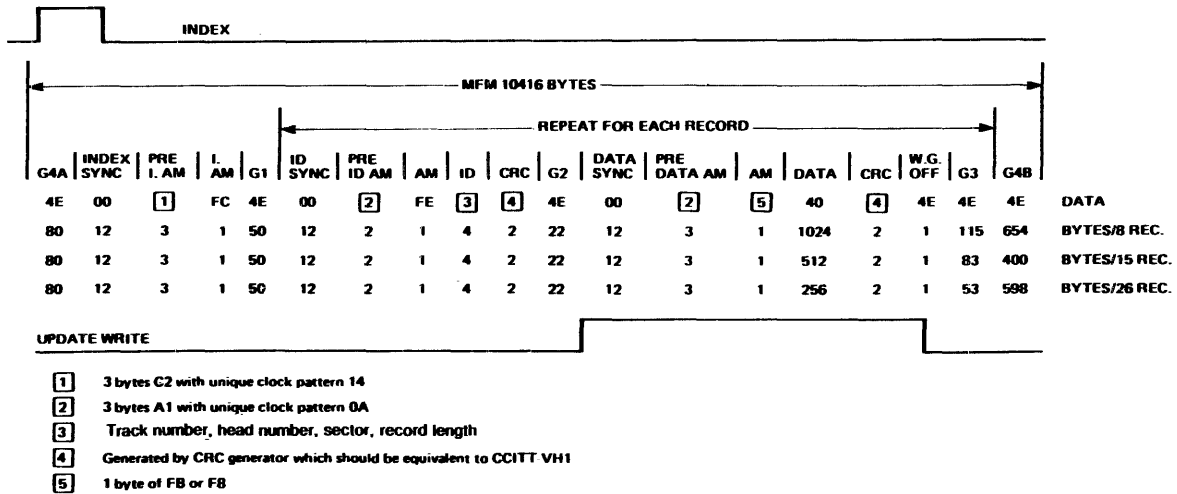 INDEX
MFM 10416 BYTES
REPEAT FOR EACH RECORD
G4A INDEX SYNC PRE I. AM I. AM G1 ID SYNC PRE ID AM AM ID CRC G2 DATA SYNC PRE DATA AM AM DATA CRC W.G. OFF G3 G4B
4E 00 1 FC 4E 00 2 FE 3 4 4E 00 2 5 40 4 4E 4E 4E DATA
80 12 3 1 50 12 2 1 4 2 22 12 3 1 1024 2 1 115 654 BYTES/8 REC.
80 12 3 1 50 12 2 1 4 2 22 12 3 1 512 2 1 83 400 BYTES/15 REC.
80 12 3 1 50 12 2 1 4 2 22 12 3 1 256 2 1 53 598 BYTES/26 REC.
UPDATE WRITE
1 3 bytes C2 with unique clock pattern 14
2 3 bytes A1 with unique clock pattern 0A
3 Track number, head number, sector, record length
4 Generated by CRC generator which should be equivalent to CCITT VH1
5 1 byte of FB or F8